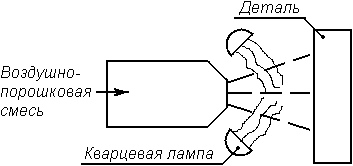 Деталь
Воздушно-
порошковая
смесь
Кварцевая лампа